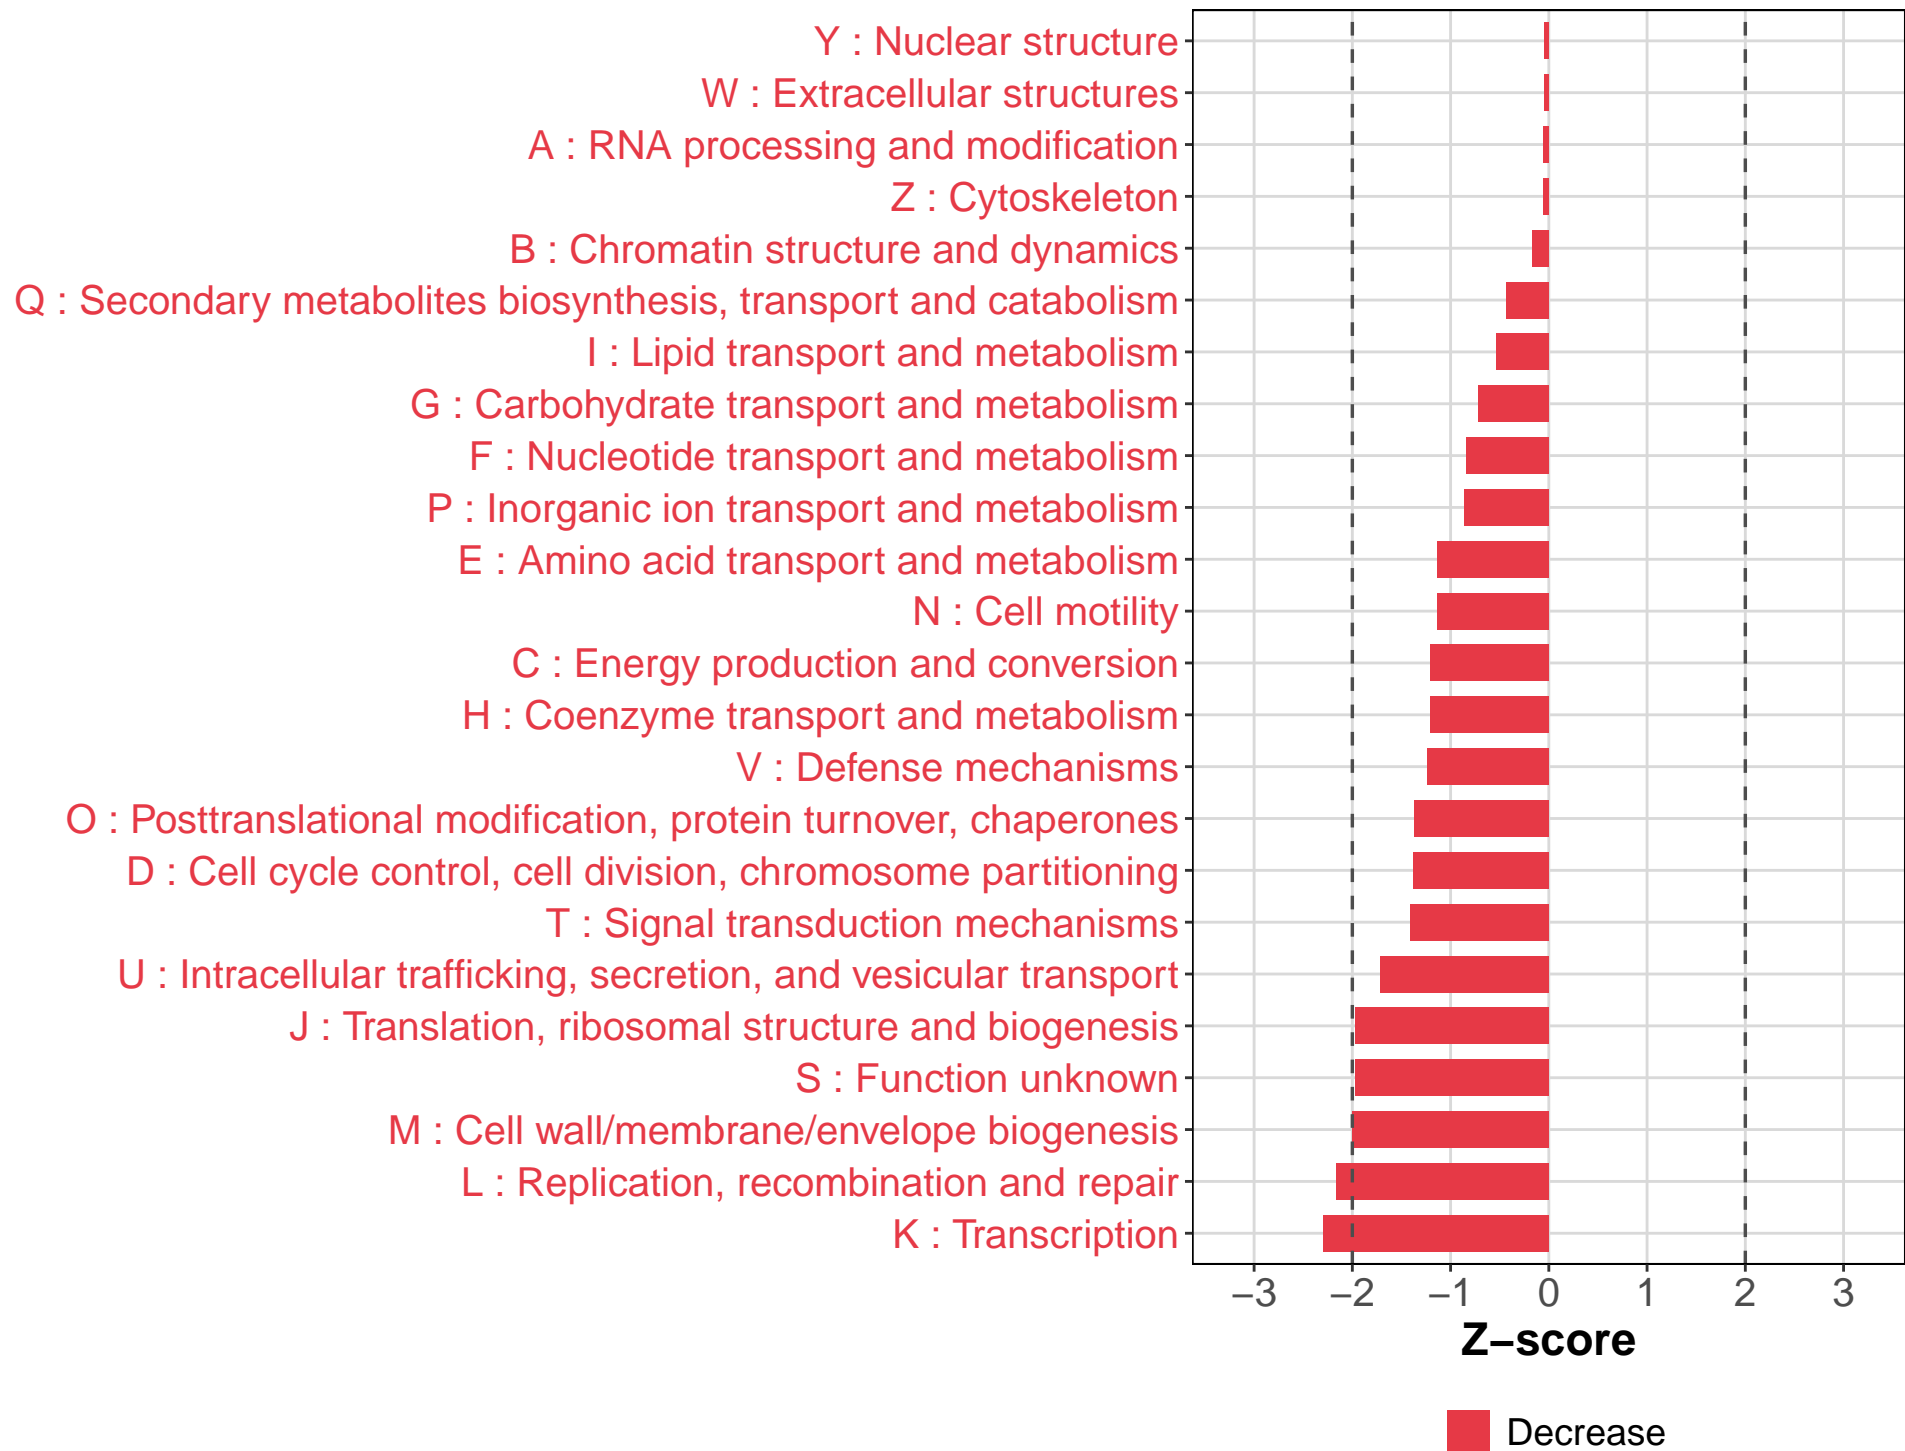 Y : Nuclear structure
W : Extracellular structures
A : RNA processing and modification
Z : Cytoskeleton
B : Chromatin structure and dynamics
Q : Secondary metabolites biosynthesis, transport and catabolism
I : Lipid transport and metabolism
G : Carbohydrate transport and metabolism
F : Nucleotide transport and metabolism
P : Inorganic ion transport and metabolism
E : Amino acid transport and metabolism
N : Cell motility
C : Energy production and conversion
H : Coenzyme transport and metabolism
V : Defense mechanisms
O : Posttranslational modification, protein turnover, chaperones
D : Cell cycle control, cell division, chromosome partitioning
T : Signal transduction mechanisms
U : Intracellular trafficking, secretion, and vesicular transport
J : Translation, ribosomal structure and biogenesis
S : Function unknown
M : Cell wall/membrane/envelope biogenesis
L : Replication, recombination and repair
K : Transcription
−3 −2 −1 0 1 2 3
Z−score
Decrease